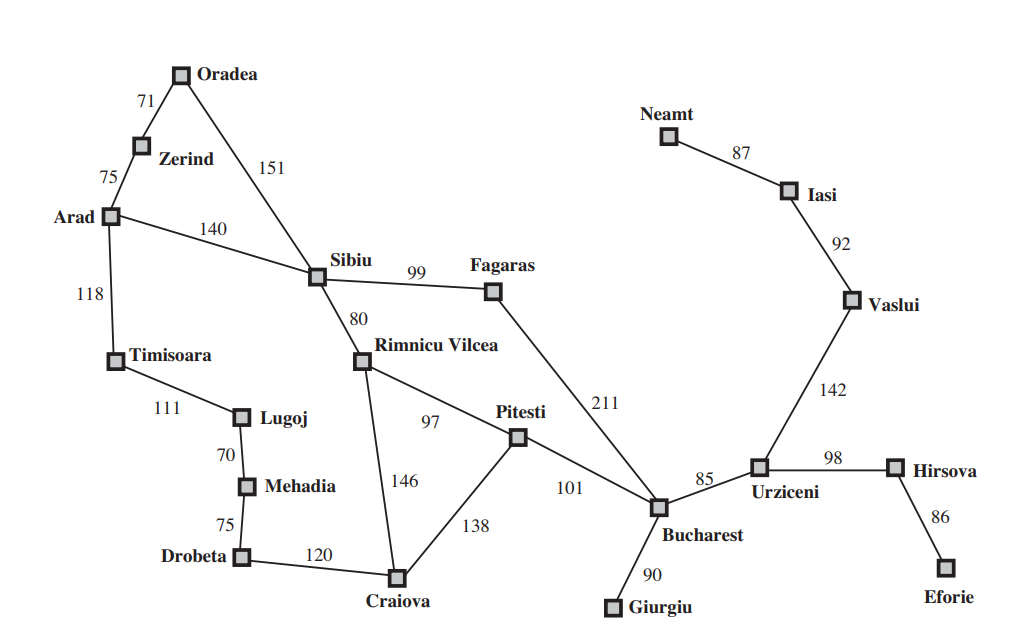 Oradea
71
Neamt
87
Zerind
151
75
Iasi
Arad
140
92
Sibiu
99
Fagaras
118
80
Vaslui
Rimnicu Vilcea
Timisoara
142
111
211
Lugoj
97
Pitesti
70
98
Hirsova
146
101
85
Urziceni
Mehadia
75
138
86
Bucharest
Drobeta
120
90
Craiova
Giurgiu
Eforie